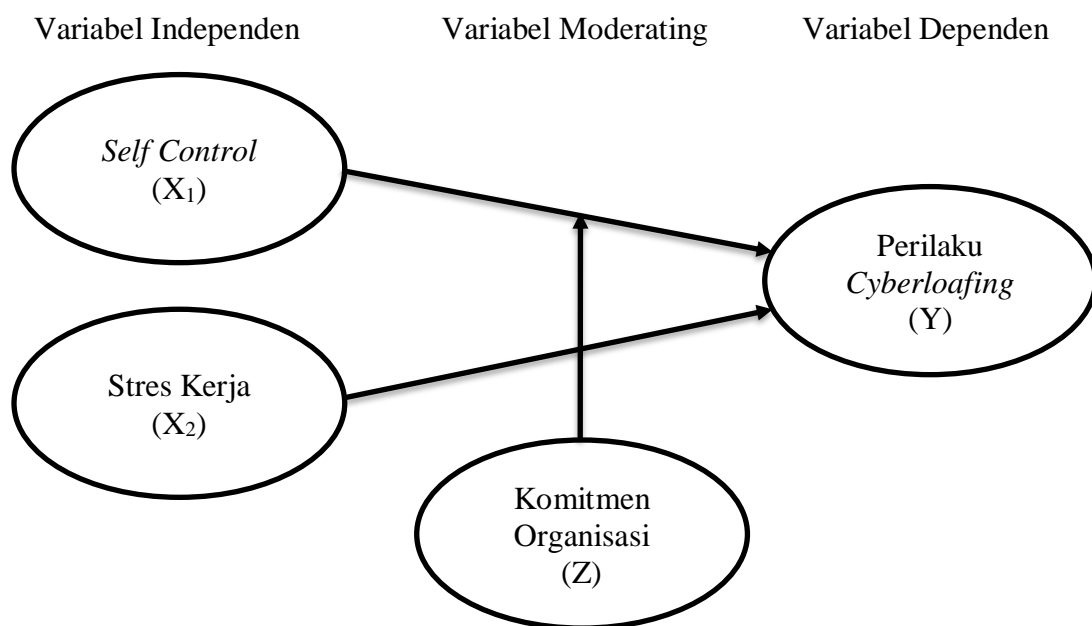 Variabel Independen
Variabel Moderating
Variabel Dependen
Self Control
(X₁)
Perilaku
Cyberloafing
(Y)
Stres Kerja
(X₂)
Komitmen
Organisasi
(Z)